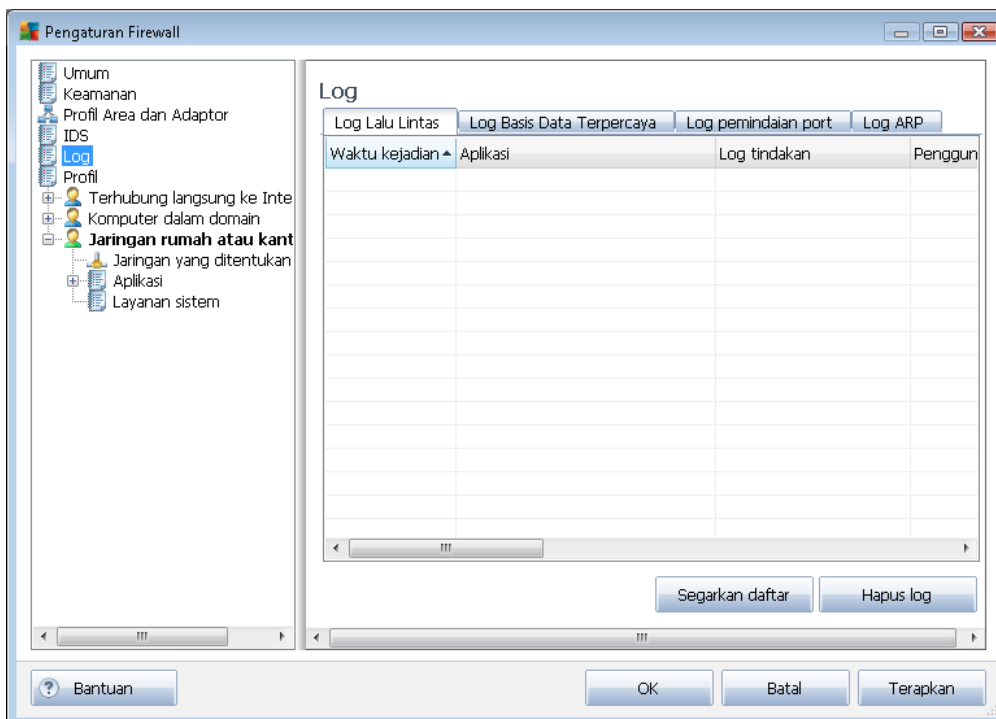 Pengaturan Firewall
Umum
Keamanan
Profil Area dan Adaptor
IDS
Log
Profil
Terhubung langsung ke Inte
Komputer dalam domain
Jaringan rumah atau kant
Jaringan yang ditentukan
Aplikasi
Layanan sistem
Log
Log Lalu Lintas Log Basis Data Terpercaya Log pemindaian port Log ARP
Waktu kejadian Aplikasi Log tindakan Penggun
Segarkan daftar Hapus log
? Bantuan OK Batal Terapkan